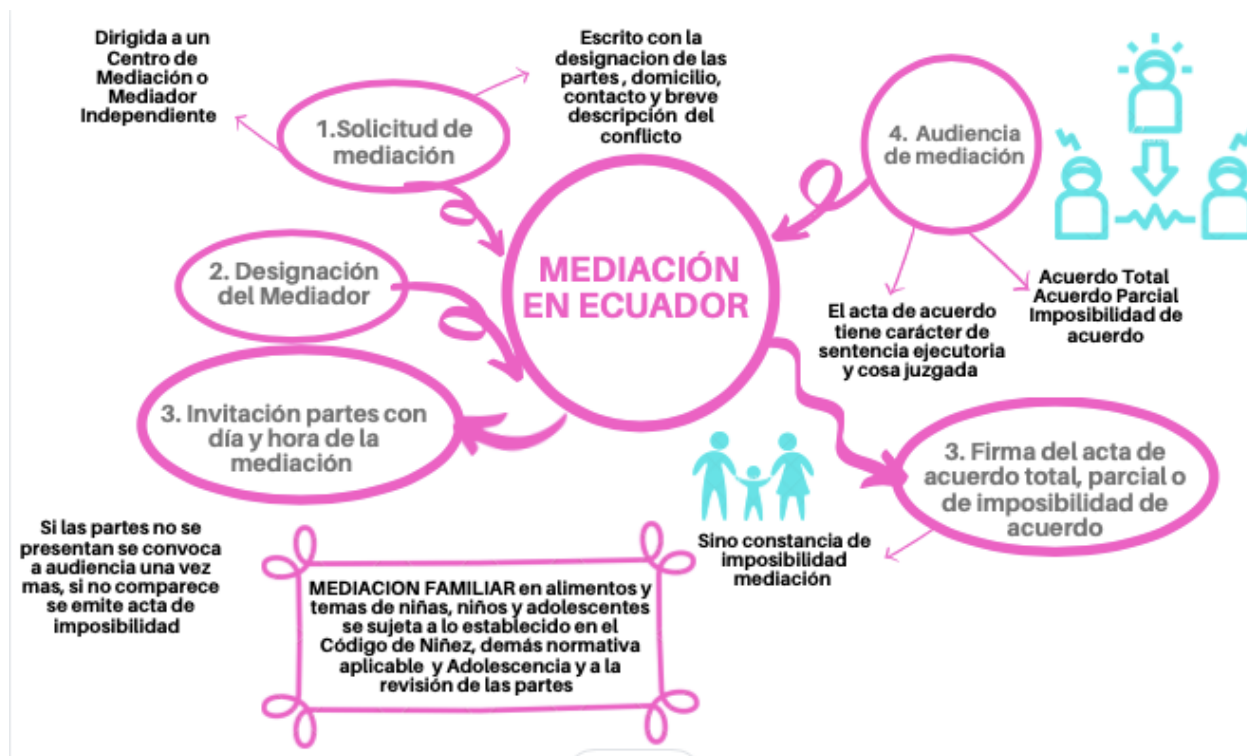 Dirigida a un
Centro de
Mediación o
Mediador
Independiente
Escrito con la
designacion de las
partes , domicilio,
contacto y breve
descripción del
conflicto
1.Solicitud de
mediación
4. Audiencia
de mediación
2. Designación
del Mediador
MEDIACIÓN
EN ECUADOR
El acta de acuerdo
tiene carácter de
sentencia ejecutoria
y cosa juzgada
Acuerdo Total
Acuerdo Parcial
Imposibilidad de
acuerdo
3. Invitación partes con
día y hora de la
mediación
3. Firma del acta de
acuerdo total, parcial o
de imposibilidad de
acuerdo
Si las partes no se
presentan se convoca
a audiencia una vez
mas, si no comparece
se emite acta de
imposibilidad
Sino constancia de
imposibilidad
mediación
MEDIACION FAMILIAR en alimentos y
temas de niñas, niños y adolescentes
se sujeta a lo establecido en el
Código de Niñez, demás normativa
aplicable y Adolescencia y a la
revisión de las partes